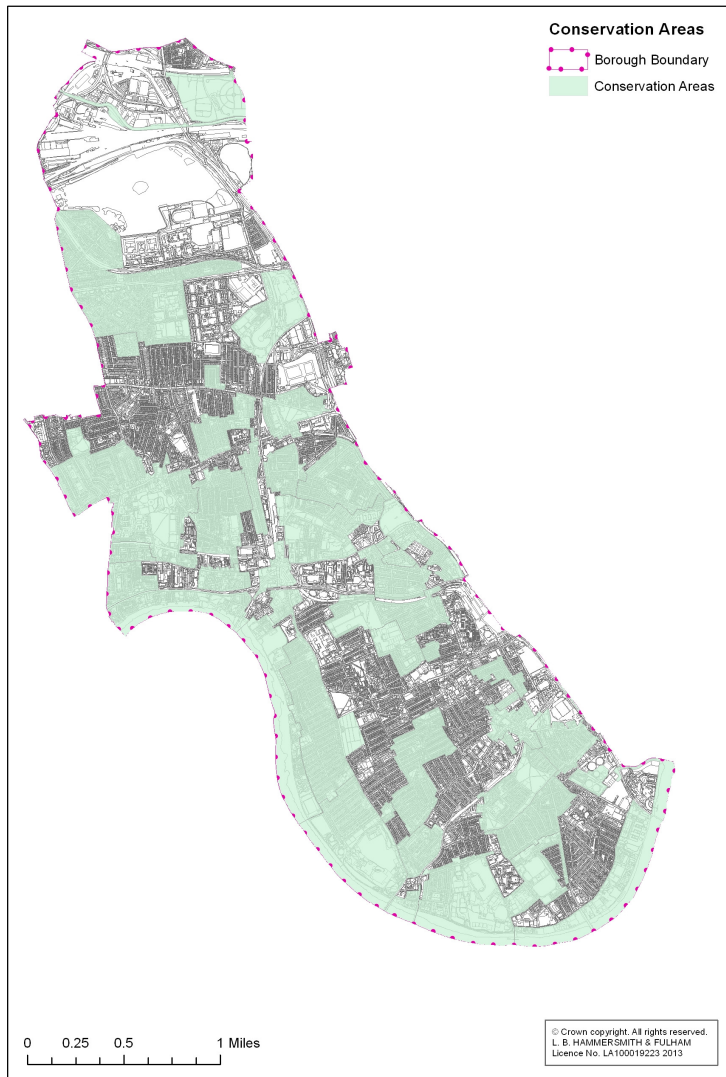 Conservation Areas
Borough Boundary
Conservation Areas
0 0.25 0.5 1 Miles
© Crown copyright. All rights reserved.
L. B. HAMMERSMITH & FULHAM
Licence No. LA100019223 2013